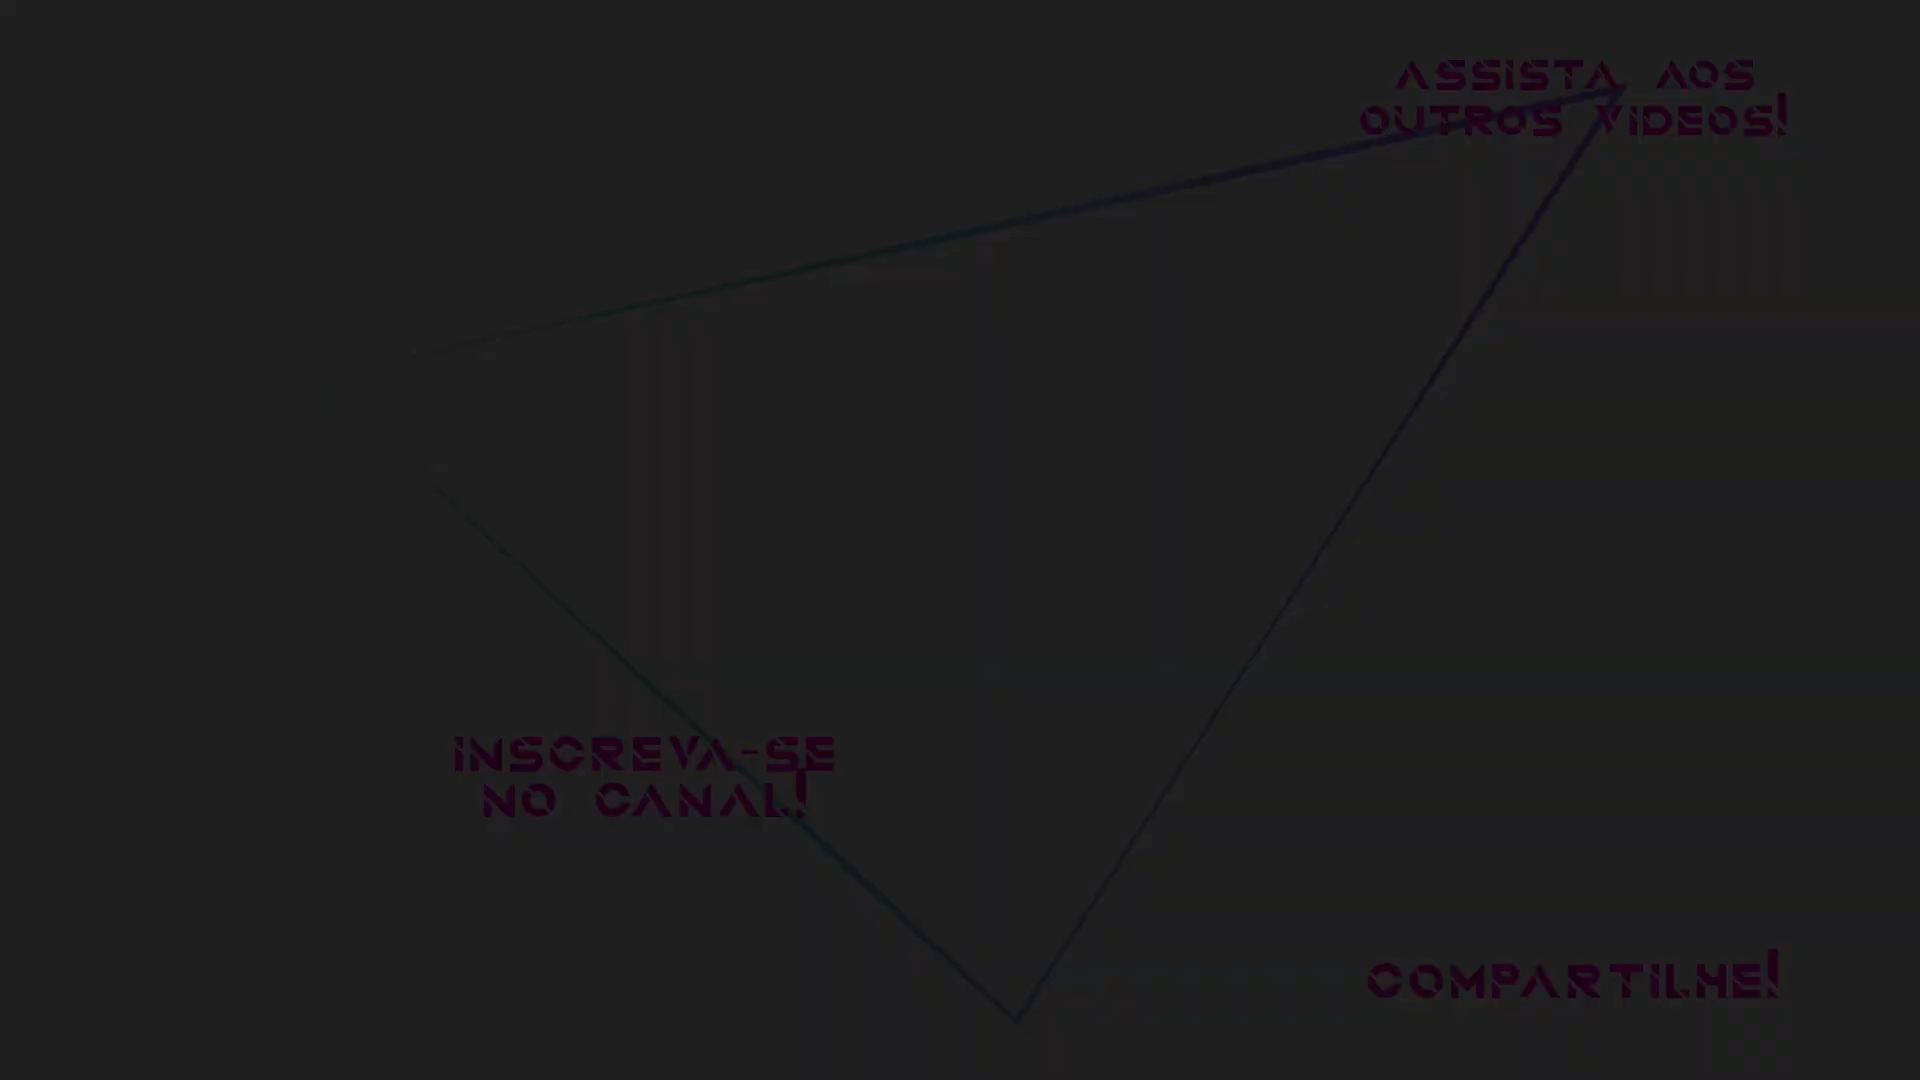 ASSISTA AOS
OUTROS VIDEOS!
INSCREVA-SE
NO CANAL!
COMPARTILHE!